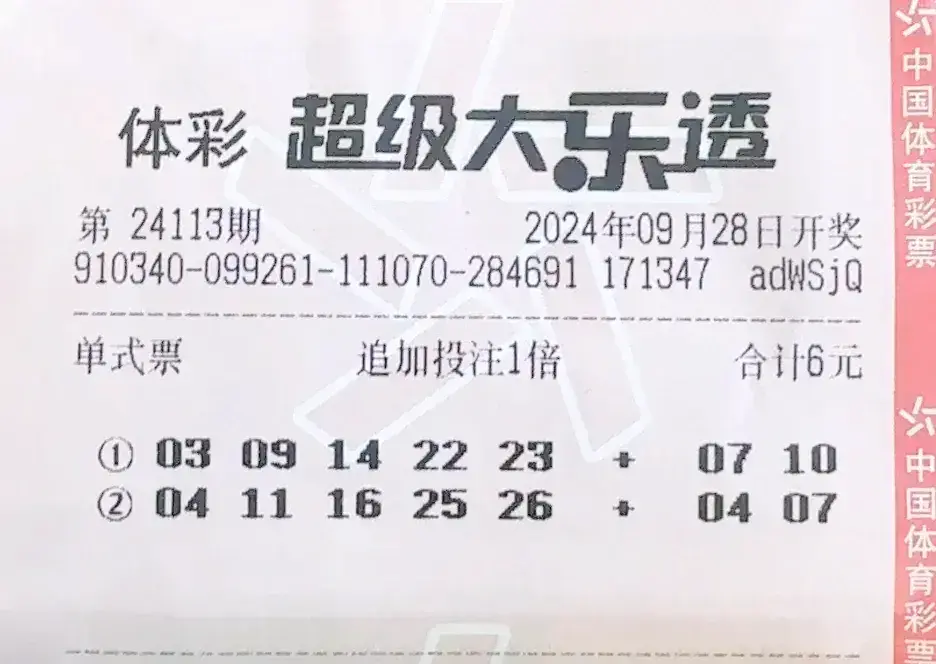 体彩 超级大乐透
第 24113期 2024年09月28日开奖
910340-099261-111070-284691 171347 adWSjQ
单式票 追加投注1倍 合计6元
① 03 09 14 22 23 + 07 10
② 04 11 16 25 26 + 04 07
中国体育彩票
中国体育彩票